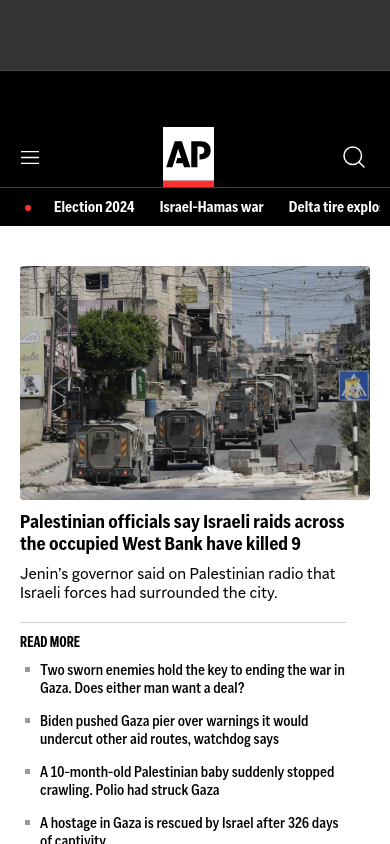 AP
Election 2024 Israel-Hamas war Delta tire explo
Palestinian officials say Israeli raids across
the occupied West Bank have killed 9
Jenin's governor said on Palestinian radio that
Israeli forces had surrounded the city.
READ MORE
Two sworn enemies hold the key to ending the war in
Gaza. Does either man want a deal?
Biden pushed Gaza pier over warnings it would
undercut other aid routes, watchdog says
A 10-month-old Palestinian baby suddenly stopped
crawling. Polio had struck Gaza
A hostage in Gaza is rescued by Israel after 326 days
of captivity